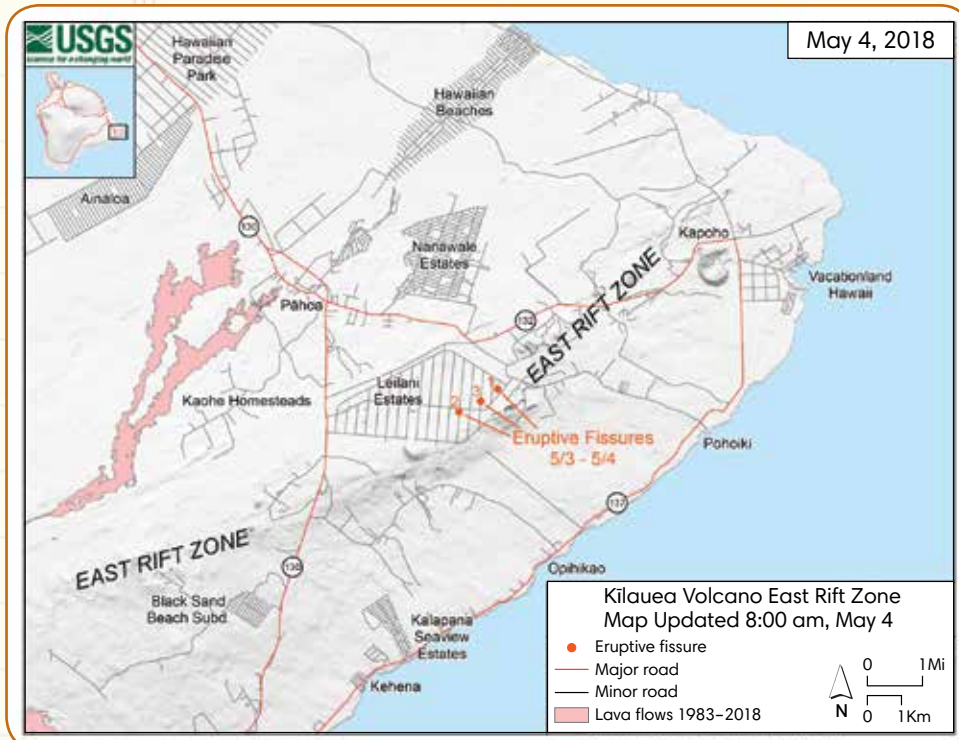 USGS
science for a changing world
May 4, 2018
Hawaiian
Paradise
Park
Hawaiian
Beaches
Ainaloa
130
Nanawale
Estates
Kapoho
Vacationland
Hawaii
Pāhoa
132
EAST RIFT ZONE
Leilani
Estates
Kaohe Homesteads
1
3
2
Eruptive Fissures
5/3 - 5/4
Pohoiki
137
EAST RIFT ZONE
130
Opihikao
Black Sand
Beach Subd
Kalapana
Seaview
Estates
Kehena
Kīlauea Volcano East Rift Zone
Map Updated 8:00 am, May 4
Eruptive fissure
Major road
Minor road
Lava flows 1983–2018
N
0 1Mi
0 1Km